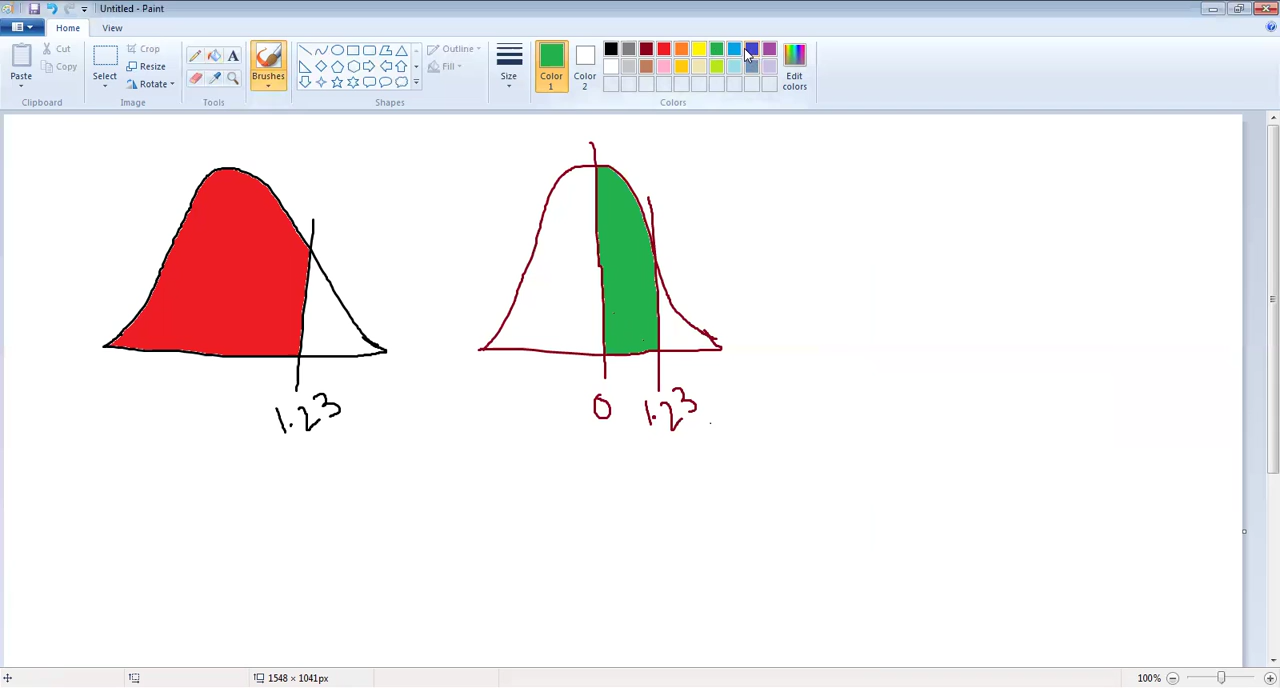 Untitled - Paint
Home View
Paste
Cut
Copy
Clipboard
Select
Crop
Resize
Rotate
Image
Tools
Brushes
Shapes
Outline
Fill
Size
Color 1
Color 2
Colors
Edit colors
1.23
0 1.23
1548 × 1041px
100%